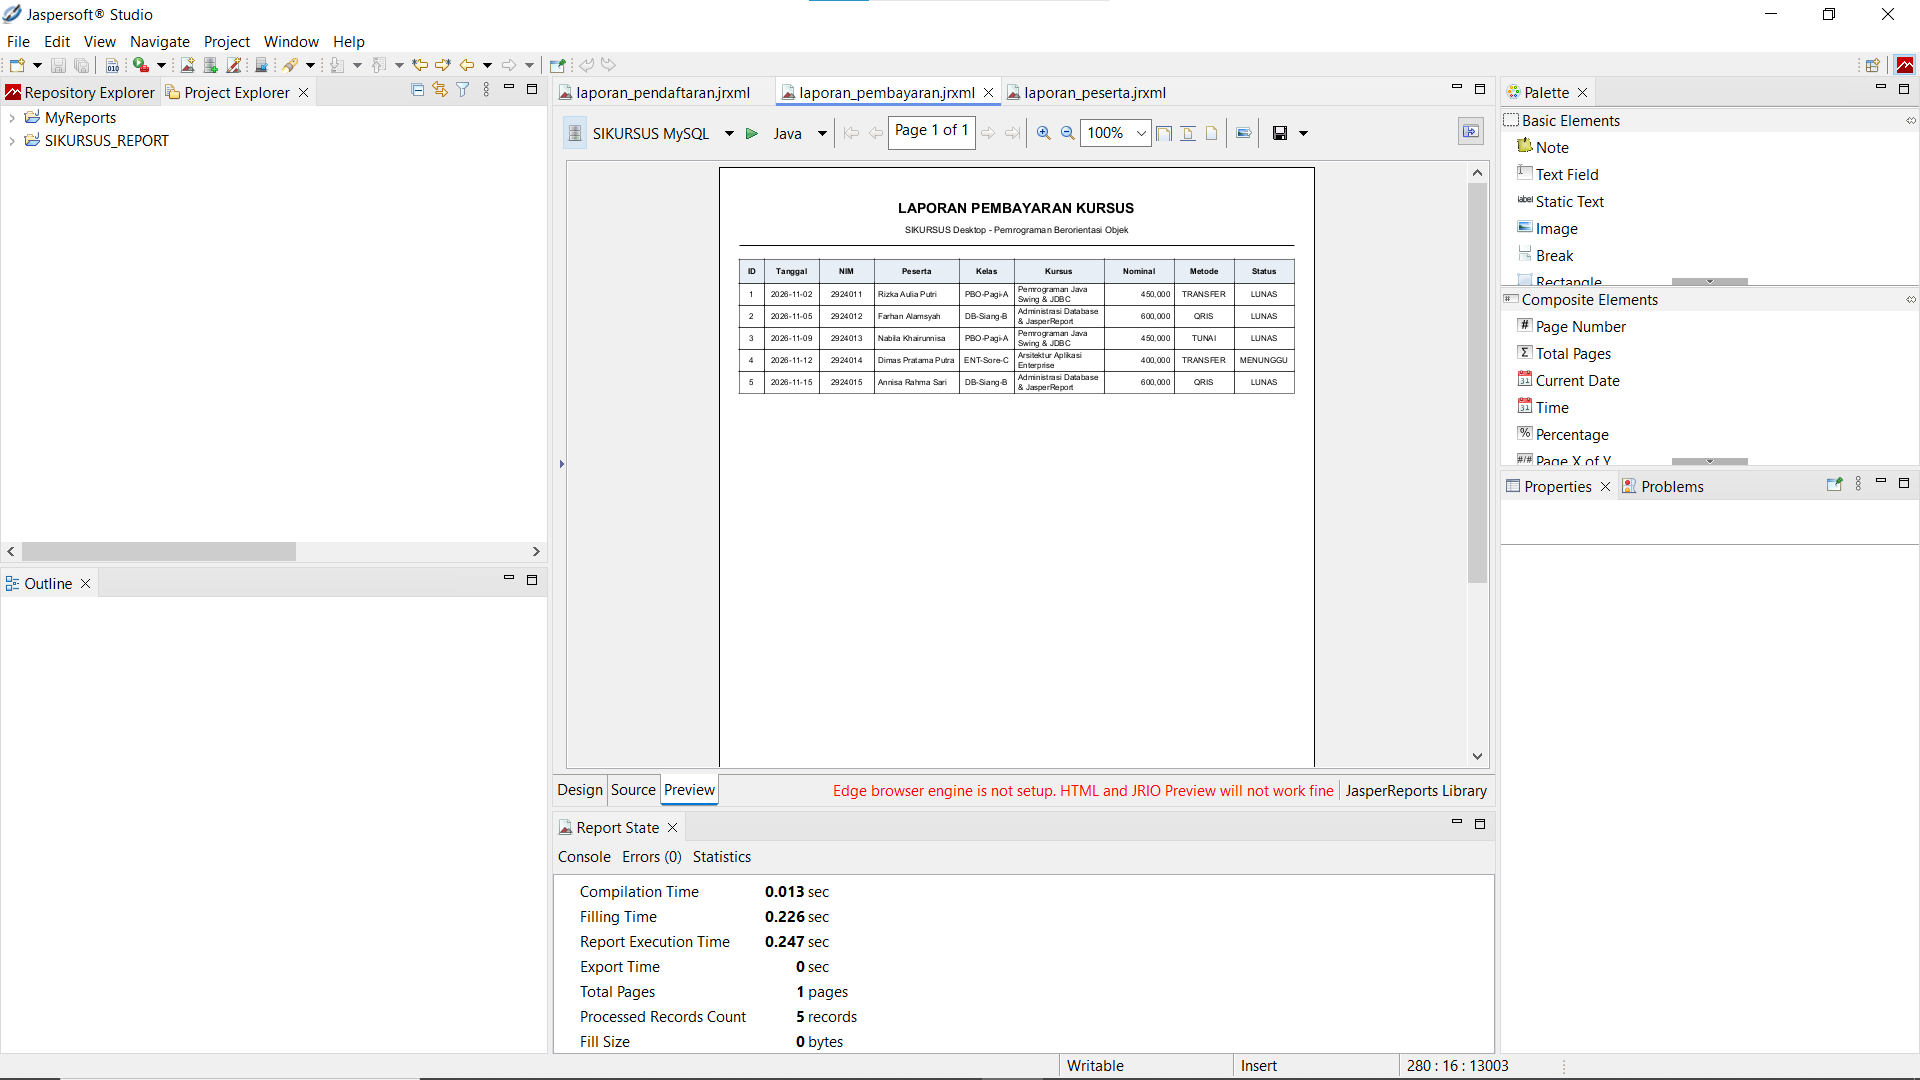 Jaspersoft® Studio
File Edit View Navigate Project Window Help
Repository Explorer Project Explorer
MyReports
SIKURSUS_REPORT
Outline
laporan_pendaftaran.jrxml laporan_pembayaran.jrxml laporan_peserta.jrxml
SIKURSUS MySQL Java Page 1 of 1 100%
LAPORAN PEMBAYARAN KURSUS
SIKURSUS Desktop - Pemrograman Berorientasi Objek
ID Tanggal NIM Peserta Kelas Kursus Nominal Metode Status
1 2026-11-02 2924011 Rizka Aulia Putri PBO-Pagi-A Pemrograman Java Swing & JDBC 450,000 TRANSFER LUNAS
2 2026-11-05 2924012 Farhan Alamsyah DB-Siang-B Administrasi Database & JasperReport 600,000 QRIS LUNAS
3 2026-11-09 2924013 Nabila Khairunnisa PBO-Pagi-A Pemrograman Java Swing & JDBC 450,000 TUNAI LUNAS
4 2026-11-12 2924014 Dimas Pratama Putra ENT-Sore-C Arsitektur Aplikasi Enterprise 400,000 TRANSFER MENUNGGU
5 2026-11-15 2924015 Annisa Rahma Sari DB-Siang-B Administrasi Database & JasperReport 600,000 QRIS LUNAS
Design Source Preview Edge browser engine is not setup. HTML and JRIO Preview will not work fine JasperReports Library
Report State
Console Errors (0) Statistics
Compilation Time 0.013 sec
Filling Time 0.226 sec
Report Execution Time 0.247 sec
Export Time 0 sec
Total Pages 1 pages
Processed Records Count 5 records
Fill Size 0 bytes
Palette
Basic Elements
Note
Text Field
Static Text
Image
Break
Rectangle
Composite Elements
Page Number
Total Pages
Current Date
Time
Percentage
Page X of Y
Properties Problems
Writable Insert 280 : 16 : 13003